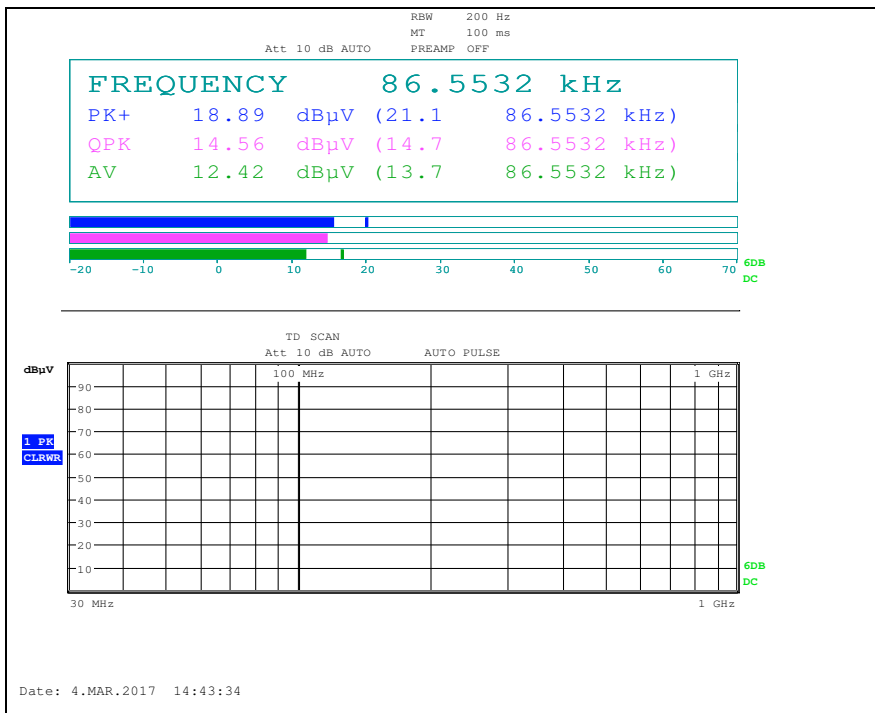 RBW 200 Hz
MT 100 ms
Att 10 dB AUTO PREAMP OFF
FREQUENCY 86.5532 kHz
PK+ 18.89 dBµV (21.1 86.5532 kHz)
QPK 14.56 dBµV (14.7 86.5532 kHz)
AV 12.42 dBµV (13.7 86.5532 kHz)
-20 -10 0 10 20 30 40 50 60 70
6DB
DC
TD SCAN
Att 10 dB AUTO AUTO PULSE
dBµV
100 MHz 1 GHz
90
80
70
1 PK
CLRWR
60
50
40
30
20
10
6DB
DC
30 MHz 1 GHz
Date: 4.MAR.2017 14:43:34